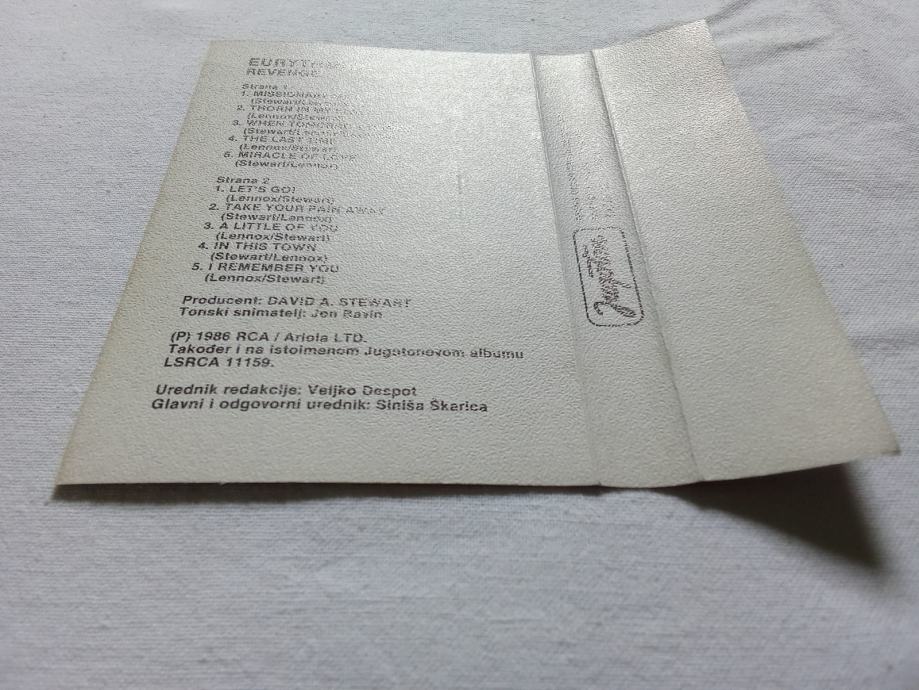 REVENGE
Strana 1
1. MISSIONARY
(Stewart/Lennox)
2. THORN IN MY
(Lennox/Stewart)
3. WHEN TOMORROW
(Stewart/Lennox)
4. THE LAST TIME
(Lennox/Stewart)
5. MIRACLE OF LOVE
(Stewart/Lennox)
Strana 2
1. LET'S GO!
(Lennox/Stewart)
2. TAKE YOUR PAIN AWAY
(Stewart/Lennox)
3. A LITTLE OF YOU
(Lennox/Stewart)
4. IN THIS TOWN
(Stewart/Lennox)
5. I REMEMBER YOU
(Lennox/Stewart)
Producent: DAVID A. STEWART
Tonski snimatelj: Jon Bavin
(P) 1986 RCA / Ariola LTD.
Također i na istoimenom Jugotonovom albumu
LSRCA 11159.
Urednik redakcije: Veljko Despot
Glavni i odgovorni urednik: Siniša Škarica
Jugoton